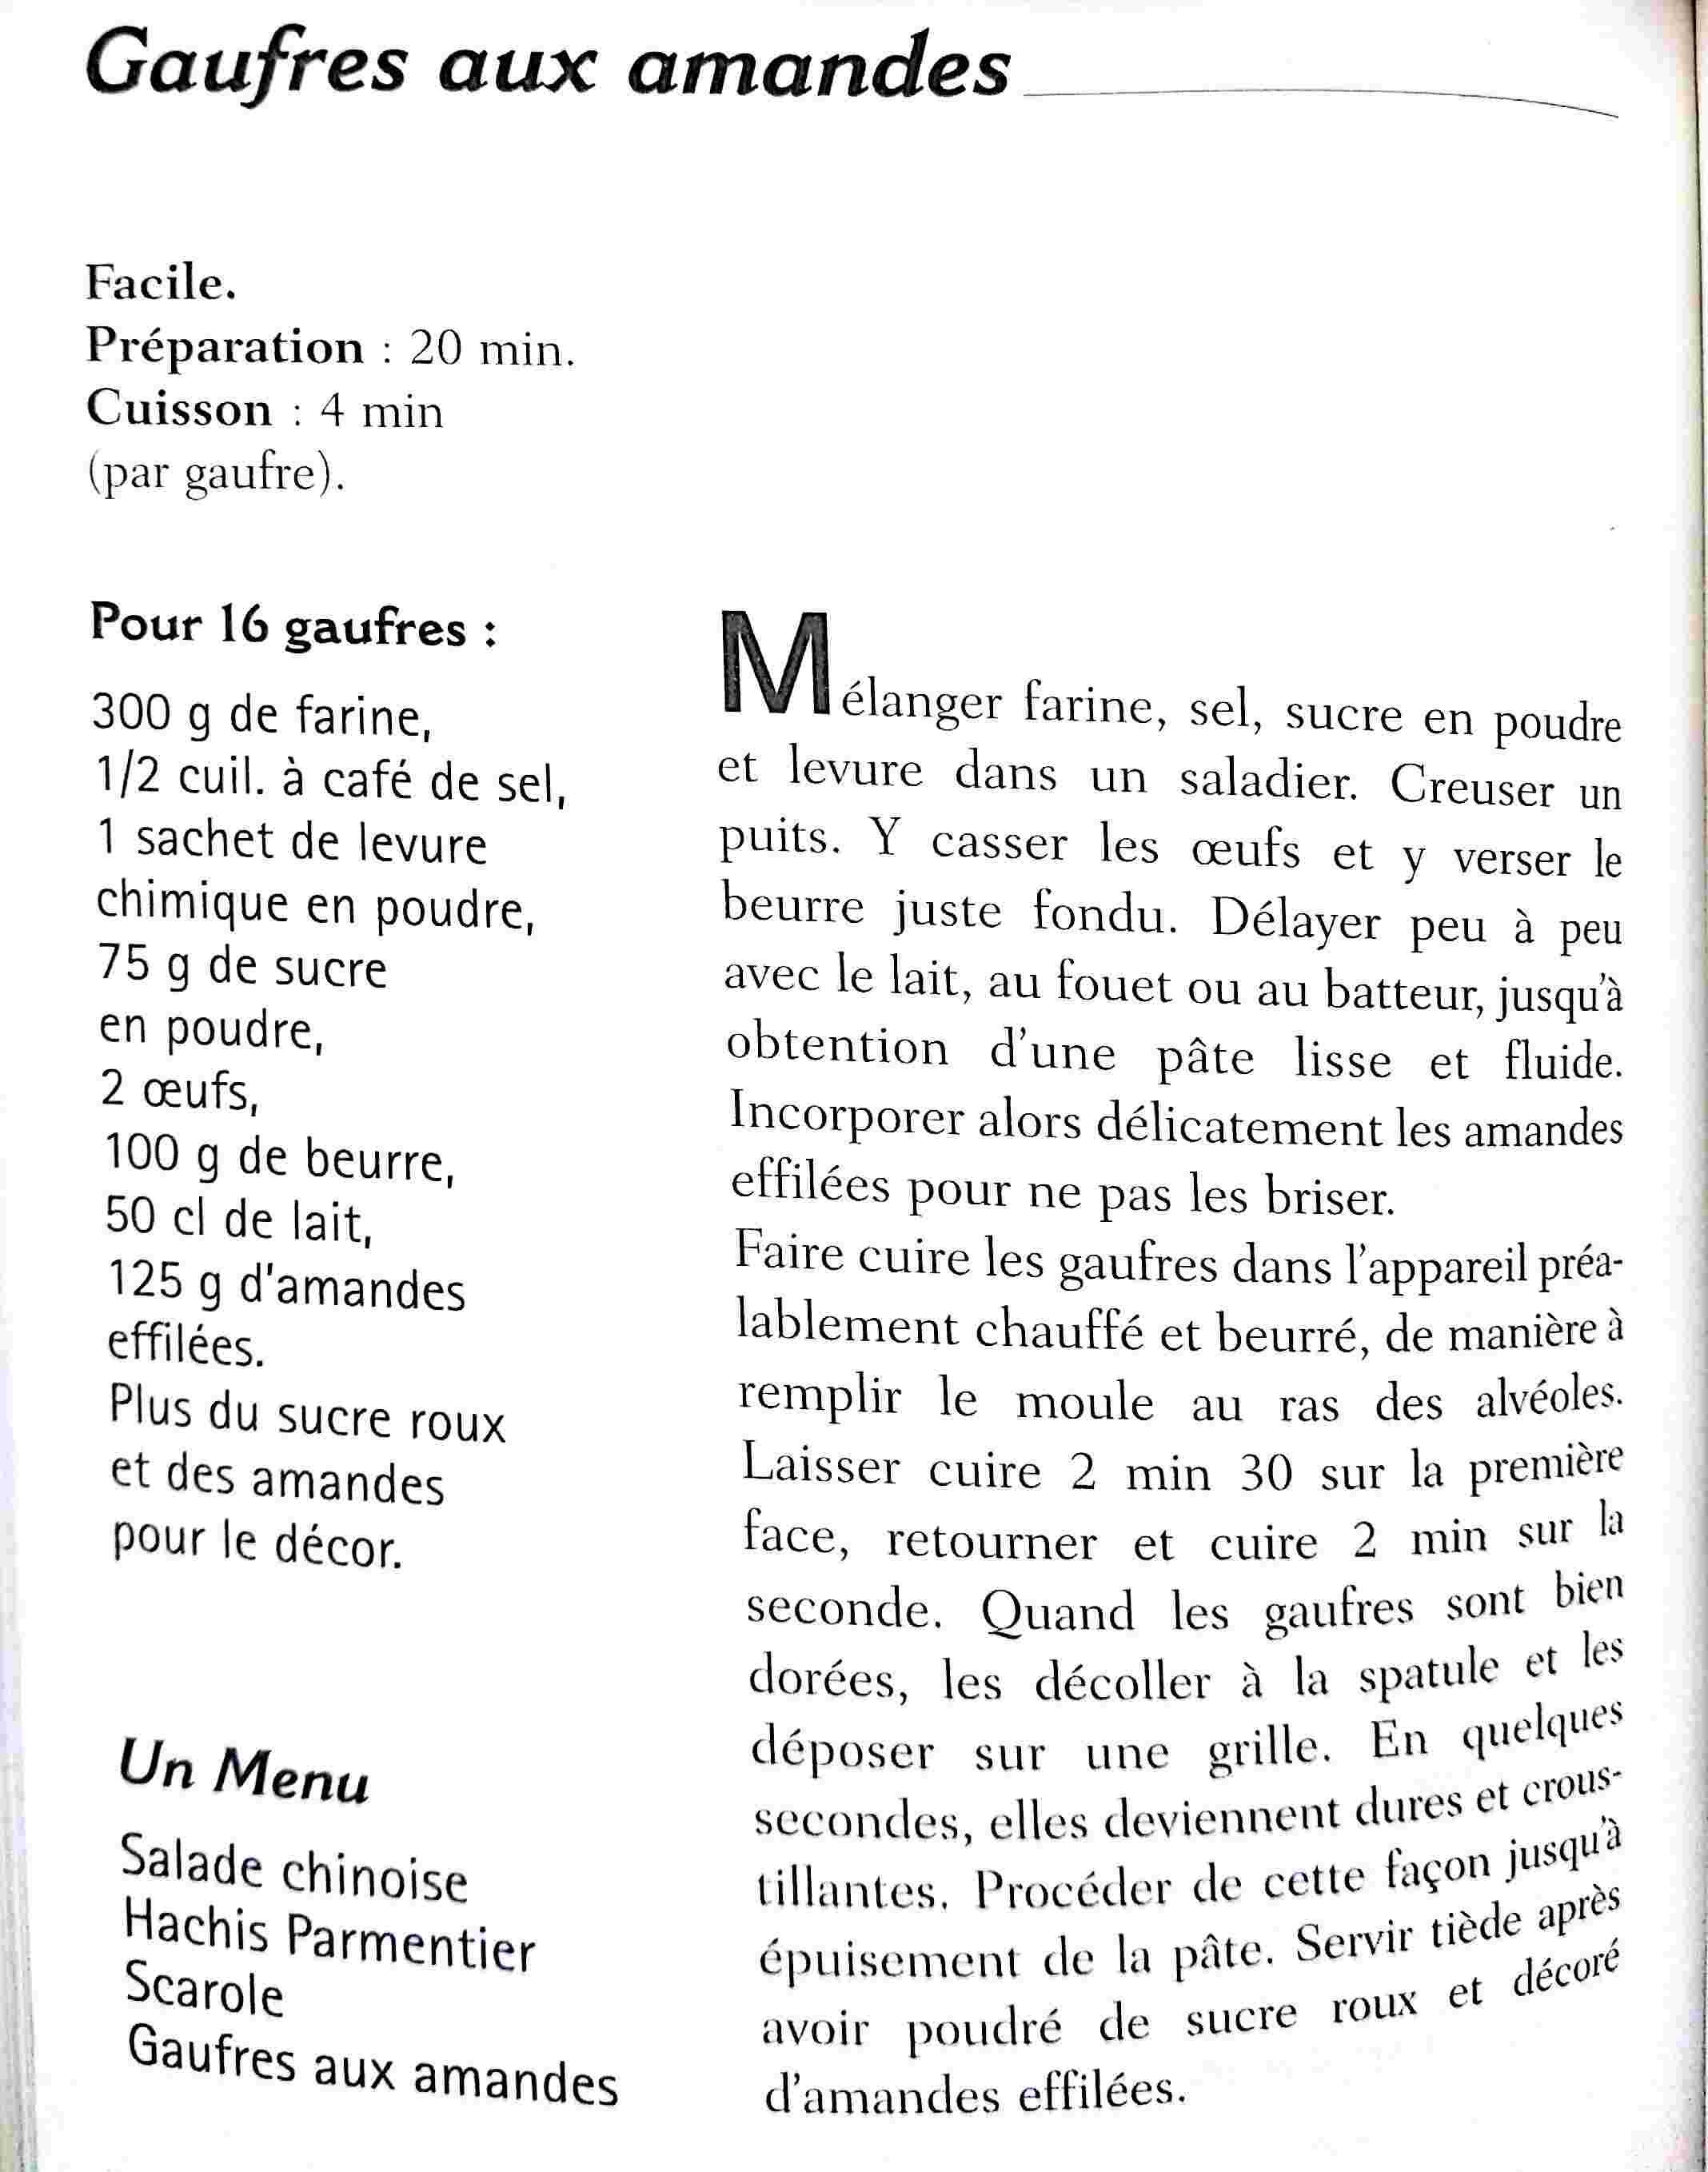 Gaufres aux amandes
Facile.
Préparation : 20 min.
Cuisson : 4 min
(par gaufre).
Pour 16 gaufres :
300 g de farine,
1/2 cuil. à café de sel,
1 sachet de levure
chimique en poudre,
75 g de sucre
en poudre,
2 œufs,
100 g de beurre,
50 cl de lait,
125 g d'amandes
effilées.
Plus du sucre roux
et des amandes
pour le décor.
Un Menu
Salade chinoise
Hachis Parmentier
Scarole
Gaufres aux amandes
Mélanger farine, sel, sucre en poudre
et levure dans un saladier. Creuser un
puits. Y casser les œufs et y verser le
beurre juste fondu. Délayer peu à peu
avec le lait, au fouet ou au batteur, jusqu'à
obtention d'une pâte lisse et fluide.
Incorporer alors délicatement les amandes
effilées pour ne pas les briser.
Faire cuire les gaufres dans l'appareil préa-
lablement chauffé et beurré, de manière à
remplir le moule au ras des alvéoles.
Laisser cuire 2 min 30 sur la première
face, retourner et cuire 2 min sur la
seconde. Quand les gaufres sont bien
dorées, les décoller à la spatule et les
déposer sur une grille. En quelques
secondes, elles deviennent dures et crous-
tillantes. Procéder de cette façon jusqu'à
épuisement de la pâte. Servir tiède après
avoir poudré de sucre roux et décoré
d'amandes effilées.